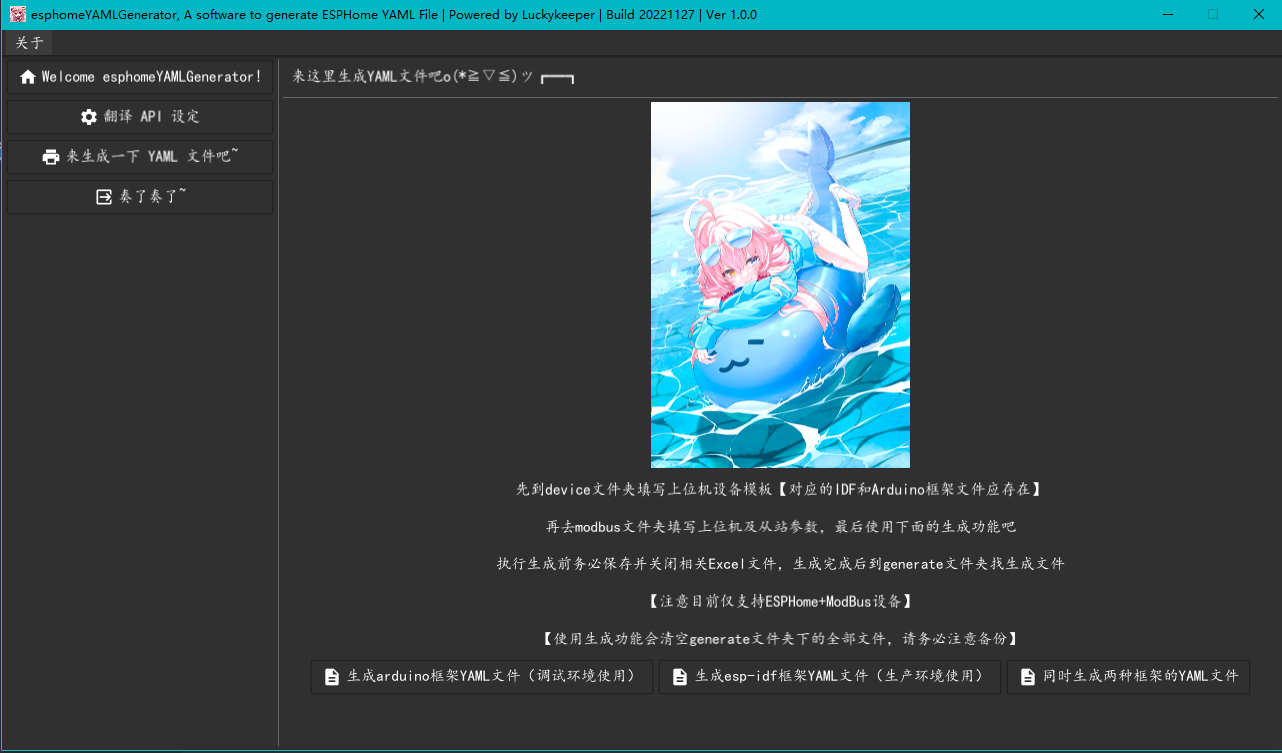 esphomeYAMLGenerator, A software to generate ESPHome YAML File | Powered by Luckykeeper | Build 20221127 | Ver 1.0.0
关于
Welcome esphomeYAMLGenerator!
翻译 API 设定
来生成一下 YAML 文件吧~
奏了奏了~
来这里生成YAML文件吧o(*≧▽≦)ツ┏━┓
先到device文件夹填写上位机设备模板【对应的IDF和Arduino框架文件应存在】
再去modbus文件夹填写上位机及从站参数，最后使用下面的生成功能吧
执行生成前务必保存并关闭相关Excel文件，生成完成后到generate文件夹找生成文件
【注意目前仅支持ESPHome+ModBus设备】
【使用生成功能会清空generate文件夹下的全部文件，请务必注意备份】
生成arduino框架YAML文件（调试环境使用）
生成esp-idf框架YAML文件（生产环境使用）
同时生成两种框架的YAML文件